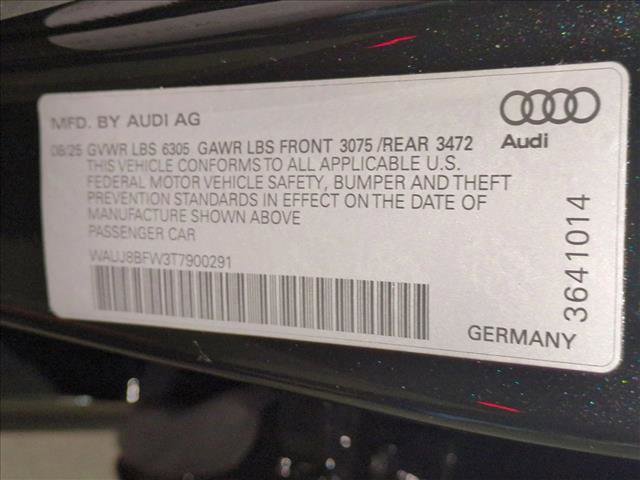 MFD. BY AUDI AG
08/25 GVWR LBS 6305 GAWR LBS FRONT 3075 /REAR 3472
THIS VEHICLE CONFORMS TO ALL APPLICABLE U.S.
FEDERAL MOTOR VEHICLE SAFETY, BUMPER AND THEFT
PREVENTION STANDARDS IN EFFECT ON THE DATE OF
MANUFACTURE SHOWN ABOVE
PASSENGER CAR
WAUJ8BFW3T7900291
Audi
3641014
GERMANY